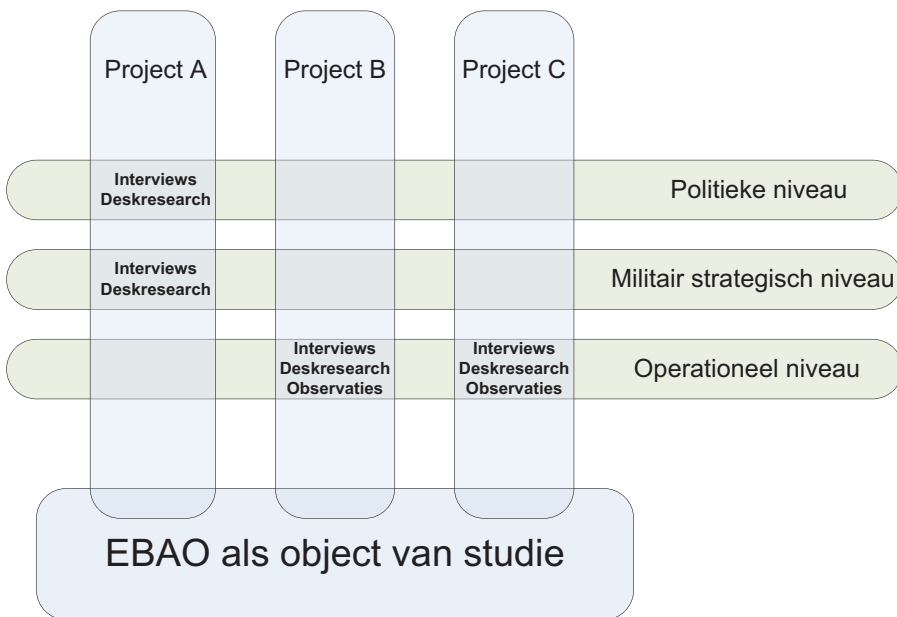 Project A
Project B
Project C
Interviews
Deskresearch
Politieke niveau
Interviews
Deskresearch
Militair strategisch niveau
Interviews
Deskresearch
Observaties
Interviews
Deskresearch
Observaties
Operationeel niveau
EBAO als object van studie